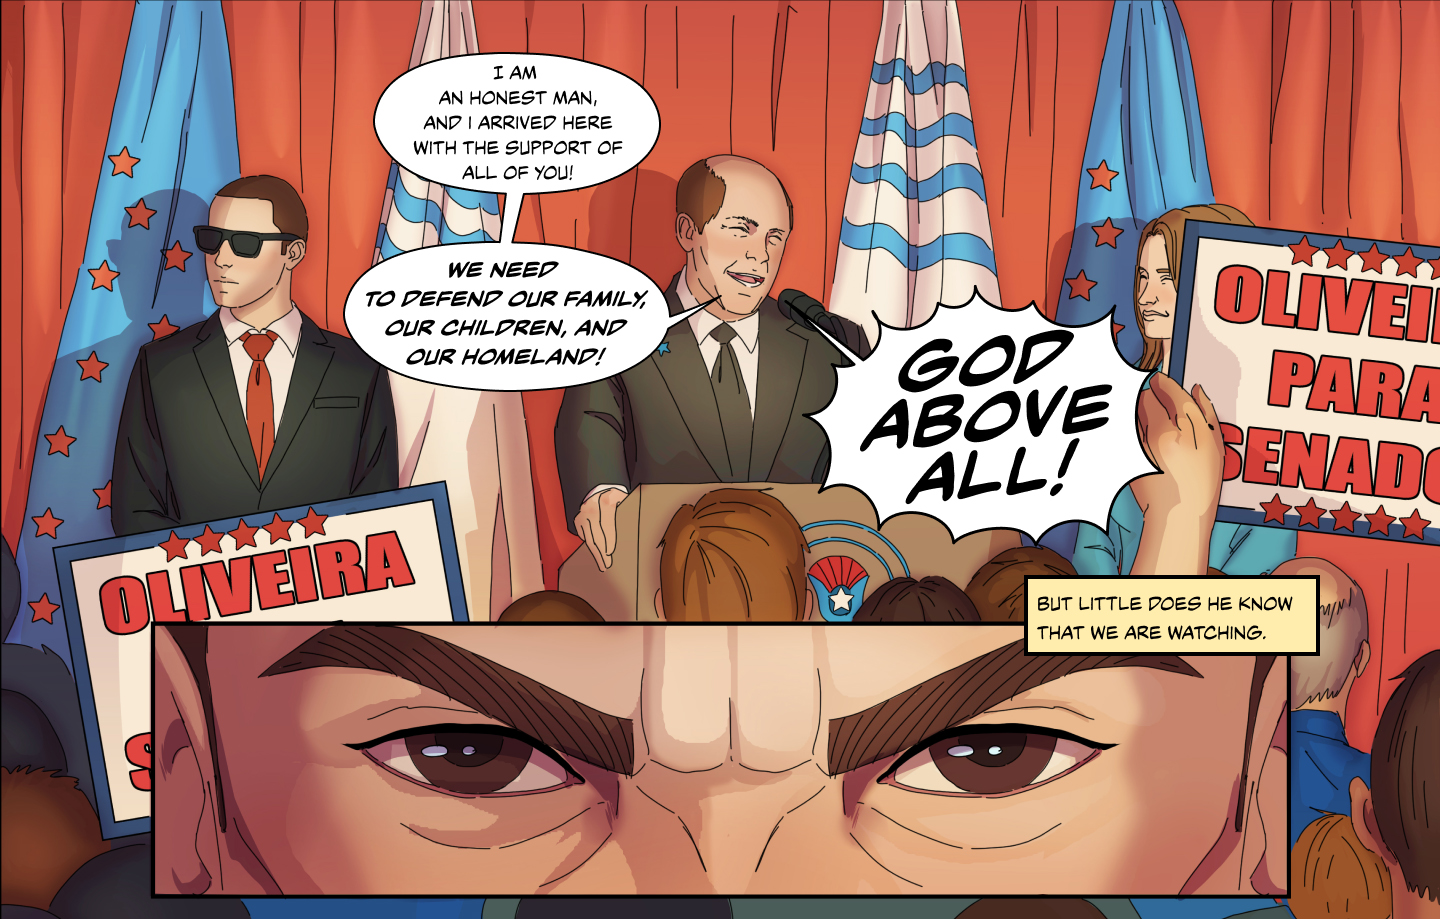 I AM
AN HONEST MAN,
AND I ARRIVED HERE
WITH THE SUPPORT OF
ALL OF YOU!
WE NEED
TO DEFEND OUR FAMILY,
OUR CHILDREN, AND
OUR HOMELAND!
GOD
ABOVE
ALL!
OLIVEI
PARA
SENADO
OLIVEIRA
S
BUT LITTLE DOES HE KNOW
THAT WE ARE WATCHING.